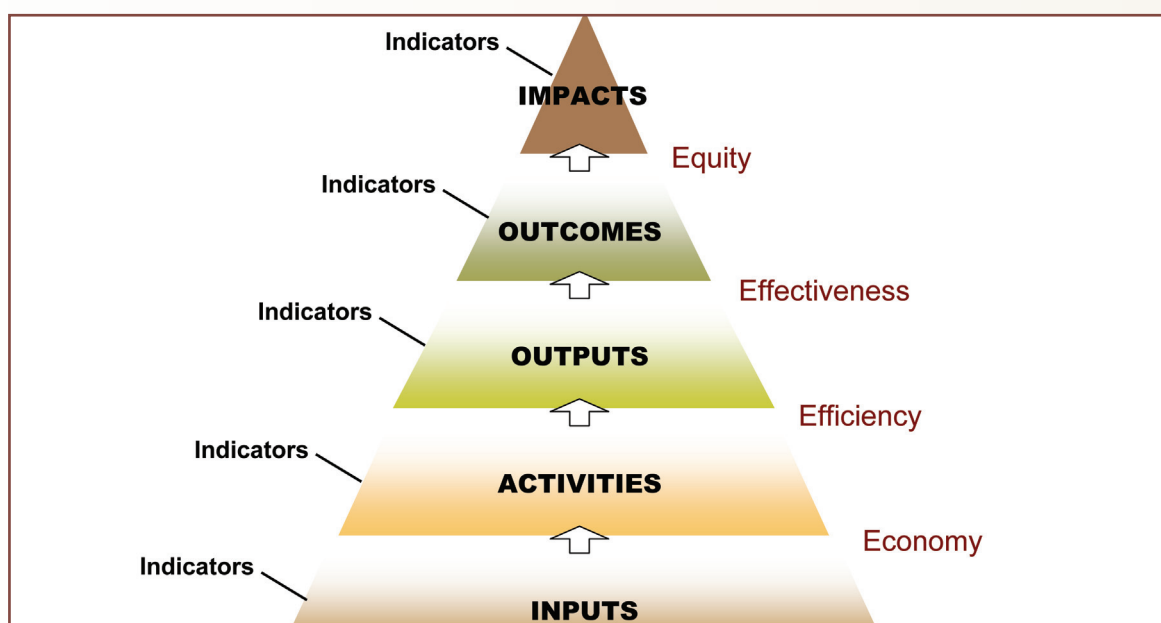 Indicators
IMPACTS
Equity
Indicators
OUTCOMES
Effectiveness
Indicators
OUTPUTS
Efficiency
Indicators
ACTIVITIES
Economy
Indicators
INPUTS